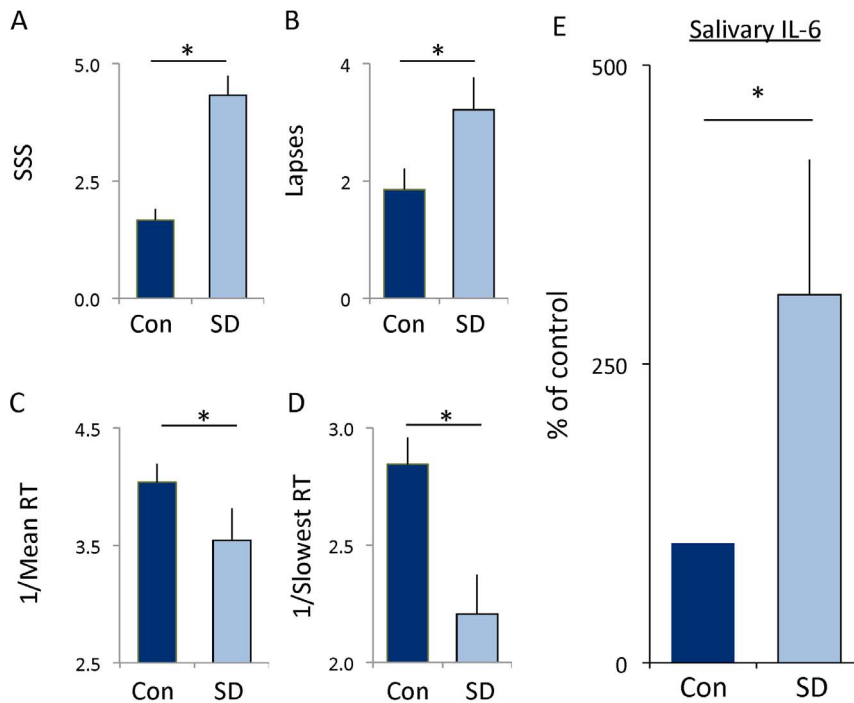 A
*
5.0
2.5
0.0
SSS
Con SD
B
*
4
2
0
Lapses
Con SD
C
*
4.5
3.5
2.5
1/Mean RT
Con SD
D
*
3.0
2.5
2.0
1/Slowest RT
Con SD
E
Salivary IL-6
500
*
250
0
% of control
Con SD